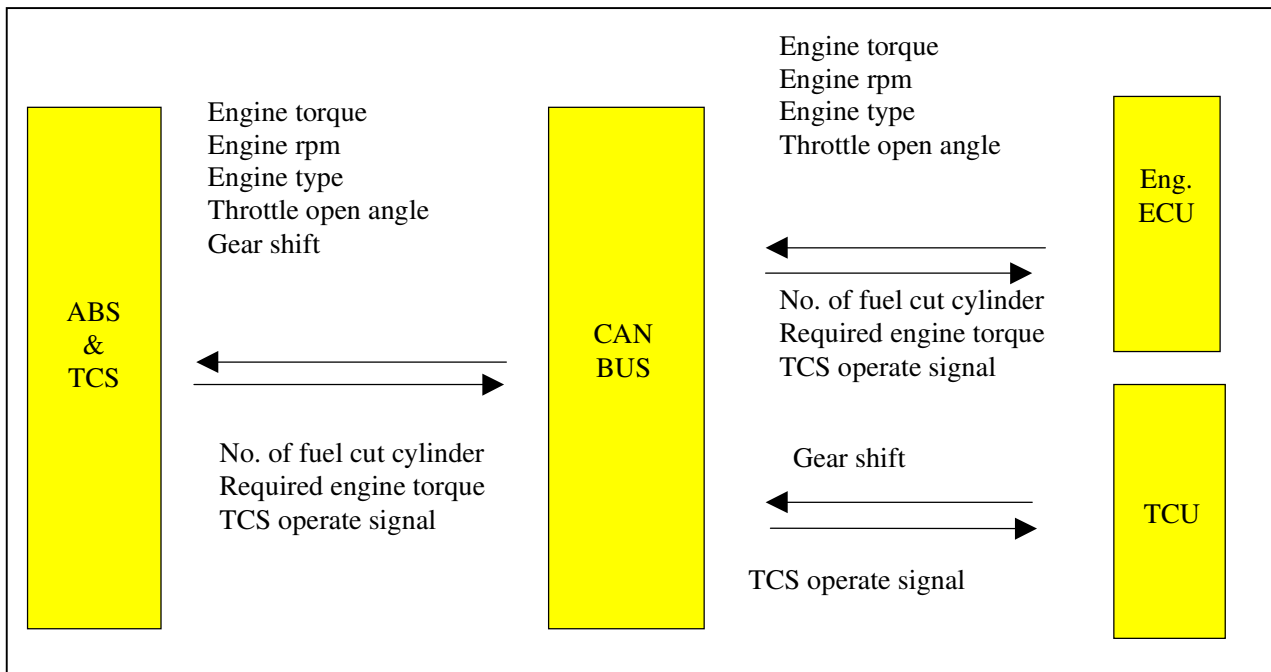 ABS
&
TCS
Engine torque
Engine rpm
Engine type
Throttle open angle
Gear shift
No. of fuel cut cylinder
Required engine torque
TCS operate signal
CAN
BUS
Engine torque
Engine rpm
Engine type
Throttle open angle
No. of fuel cut cylinder
Required engine torque
TCS operate signal
Eng.
ECU
Gear shift
TCS operate signal
TCU